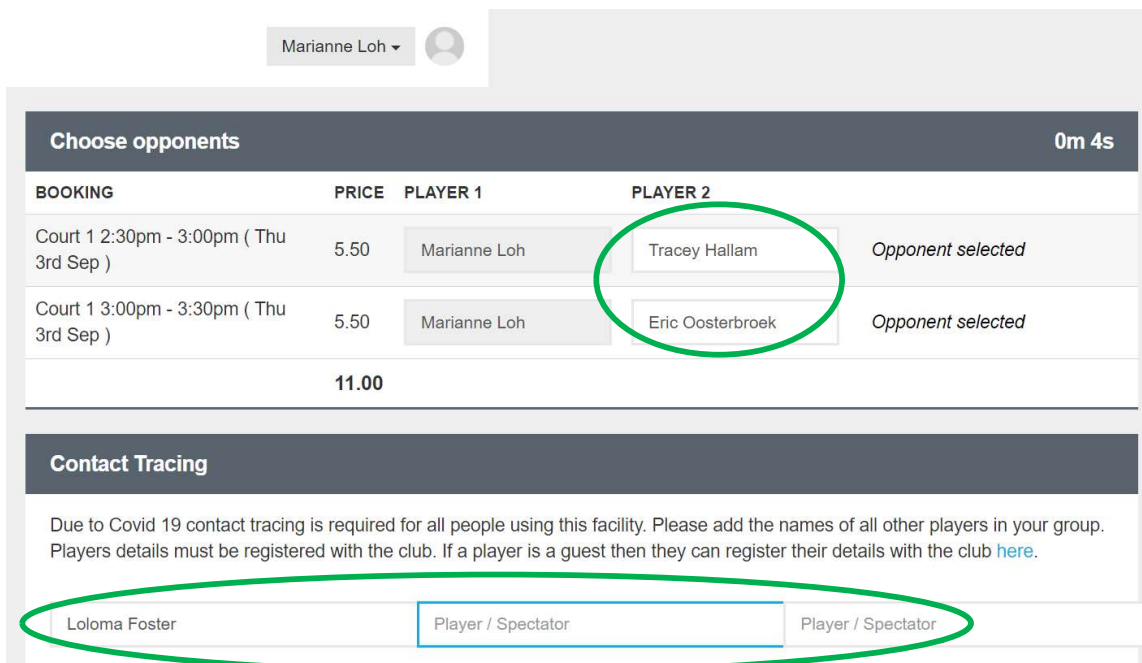 Marianne Loh
Choose opponents 0m 4s
BOOKING PRICE PLAYER 1 PLAYER 2
Court 1 2:30pm - 3:00pm ( Thu
3rd Sep ) 5.50 Marianne Loh Tracey Hallam Opponent selected
Court 1 3:00pm - 3:30pm ( Thu
3rd Sep ) 5.50 Marianne Loh Eric Oosterbroek Opponent selected
11.00
Contact Tracing
Due to Covid 19 contact tracing is required for all people using this facility. Please add the names of all other players in your group.
Players details must be registered with the club. If a player is a guest then they can register their details with the club here.
Loloma Foster Player / Spectator Player / Spectator